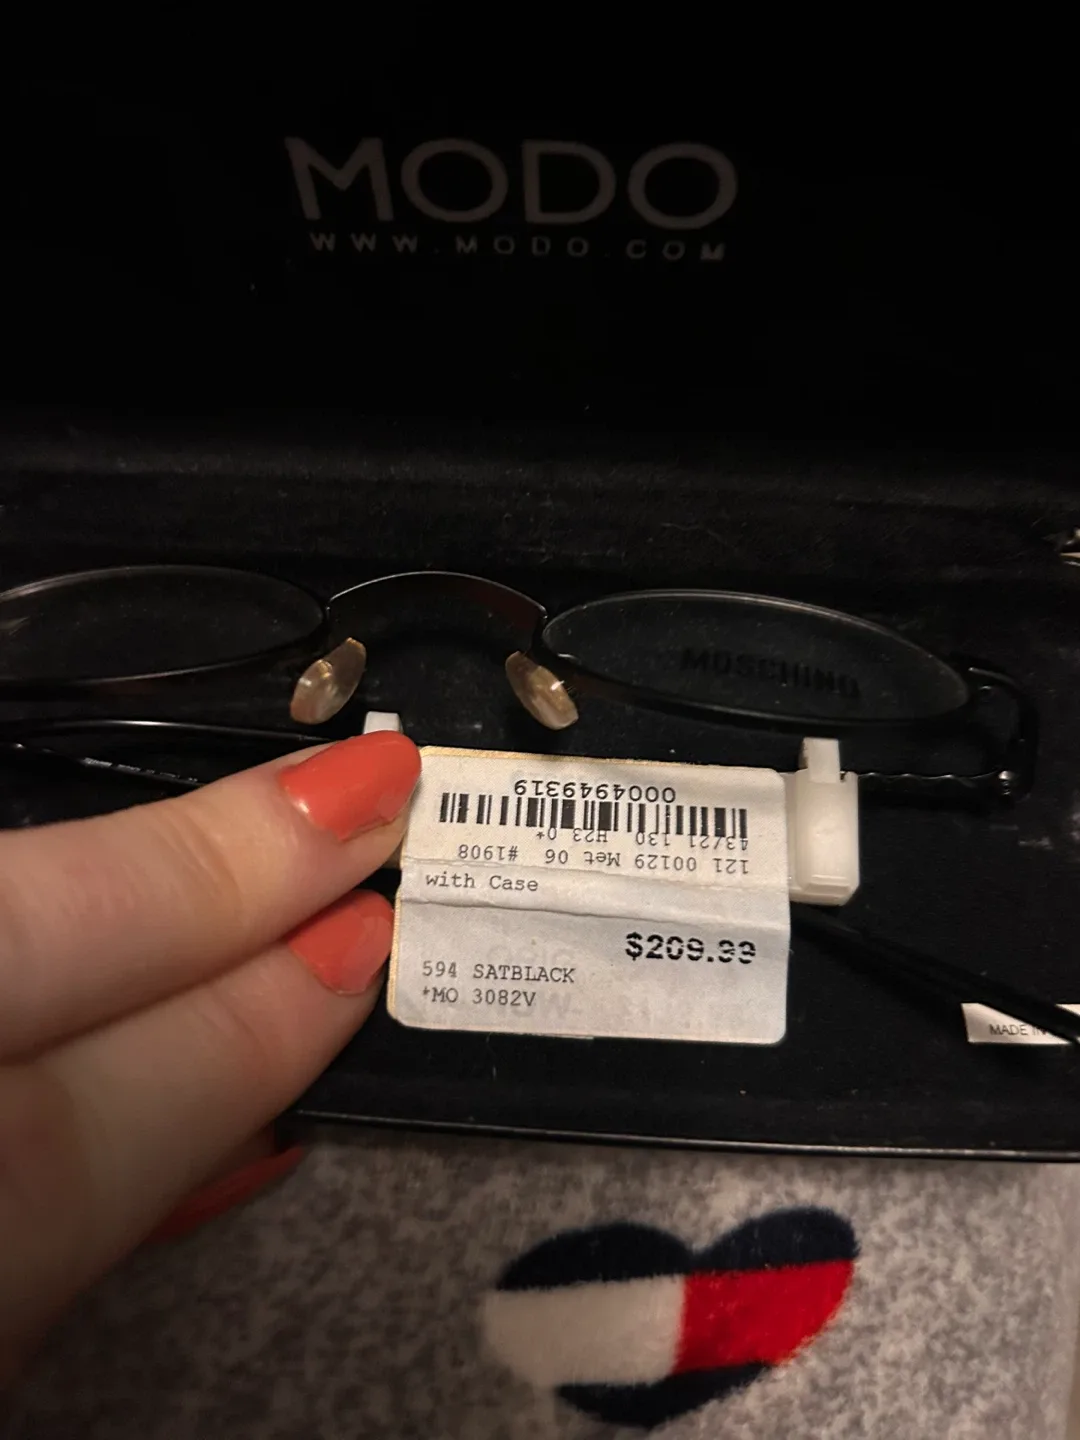 MODO
WWW.MODO.COM
MOSCHINO
0004949319
43/21 130 H23 0*
121 00129 Met 06 #1908
with Case
$209.99
594 SATBLACK
*MO 3082V
MADE IN